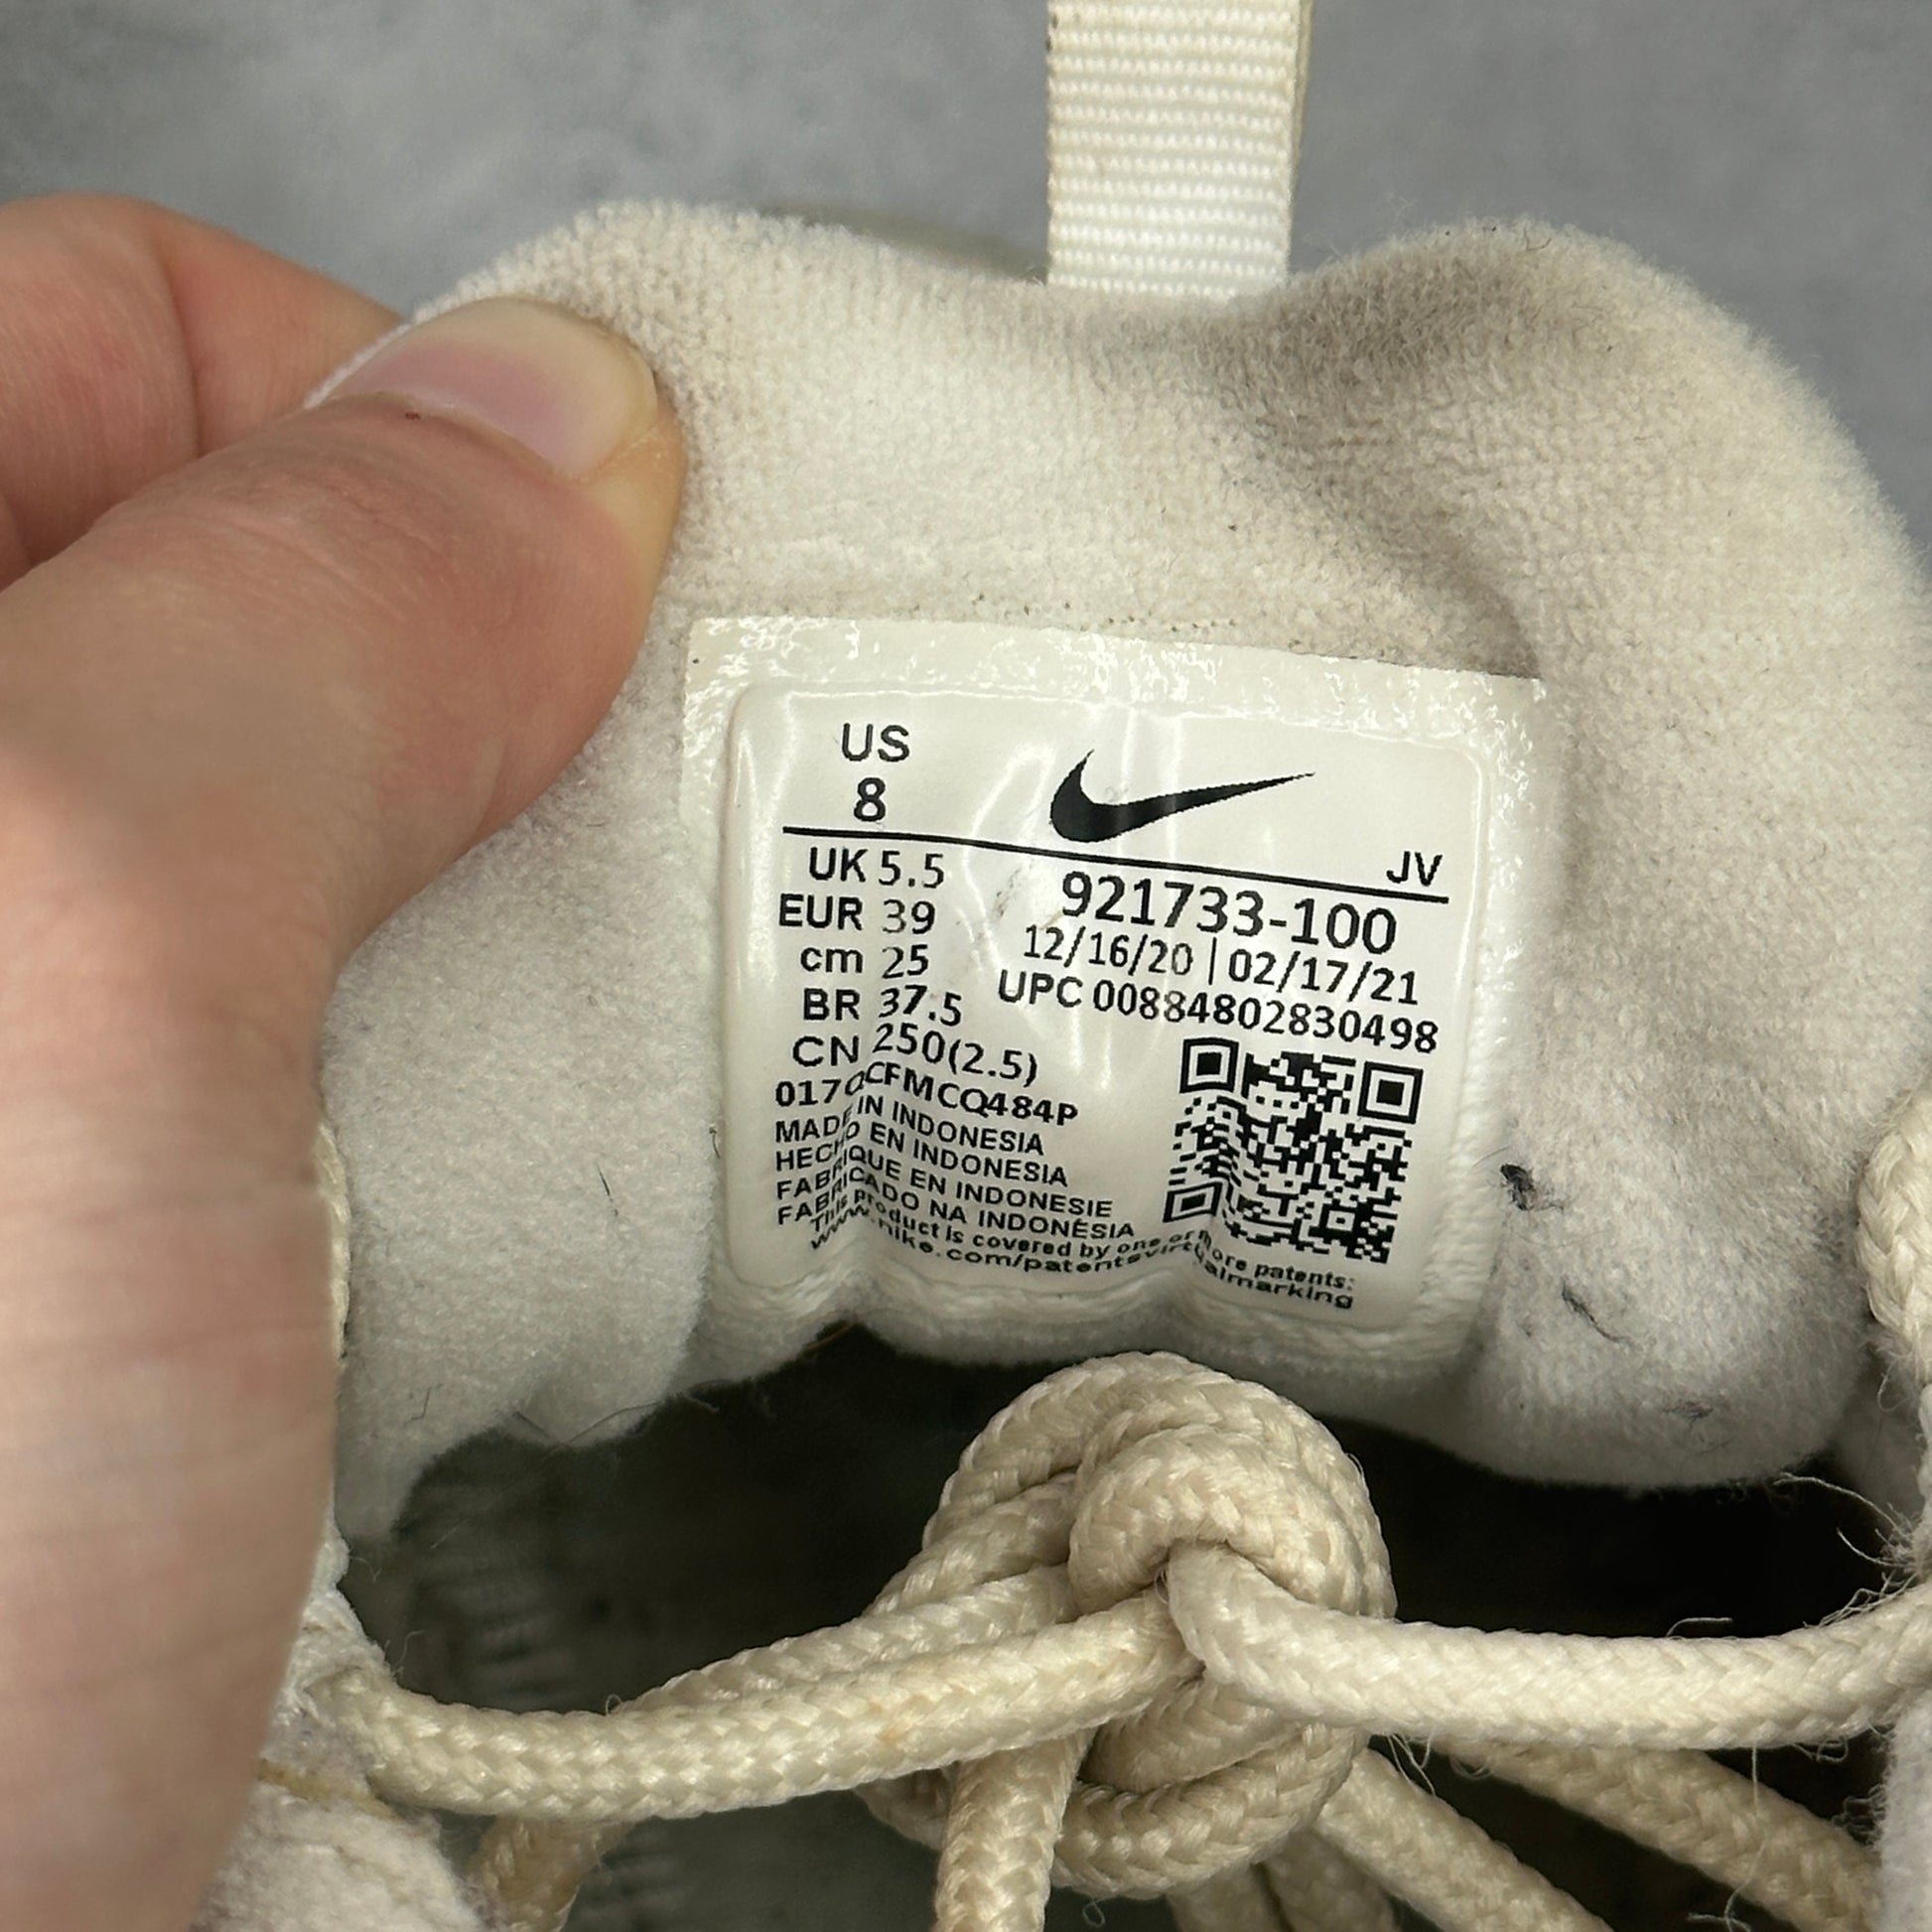 US
8
JV
UK 5.5
EUR 39
cm 25
BR 37.5
CN 250(2.5)
921733-100
12/16/20 | 02/17/21
UPC 00884802830498
017QCFMCQ484P
MADE IN INDONESIA
HECHO EN INDONESIA
FABRIQUE EN INDONESIE
FABRICADO NA INDONÉSIA
This product is covered by one or more patents:
www.nike.com/patentsvirtualmarking